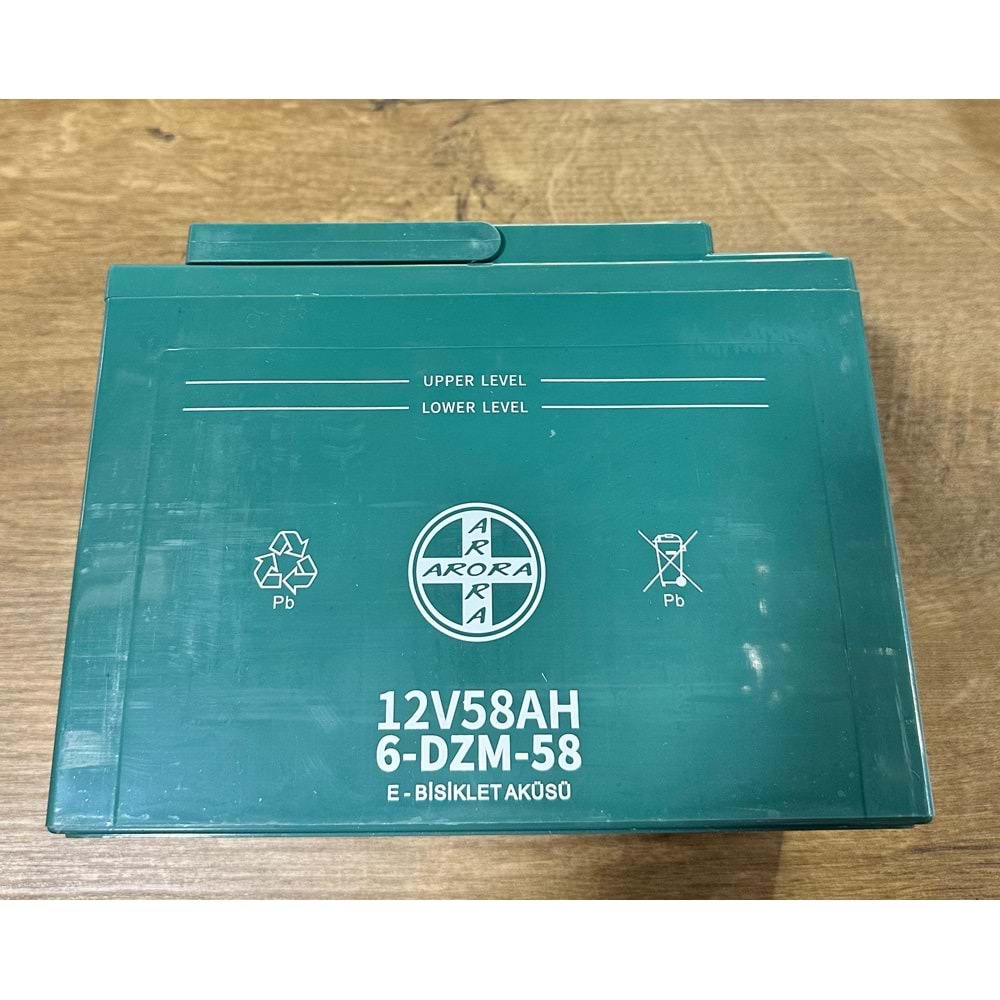 UPPER LEVEL
LOWER LEVEL
ARORA
ARORA
Pb
Pb
12V58AH
6-DZM-58
E - BİSİKLET AKÜSÜ